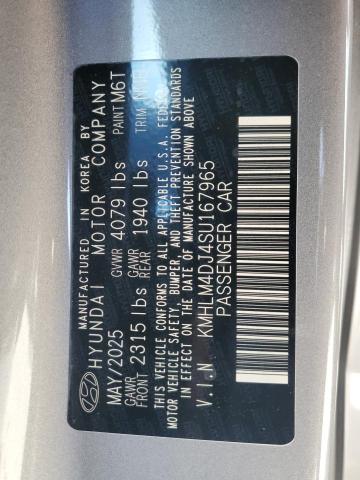 MANUFACTURED IN KOREA BY
HYUNDAI MOTOR COMPANY
MAY/2025 GVWR 4079 lbs PAINT M6T
GAWR FRONT 2315 lbs GAWR REAR 1940 lbs TRIM
THIS VEHICLE CONFORMS TO ALL APPLICABLE U.S.A. FEDERAL
MOTOR VEHICLE SAFETY, BUMPER, AND THEFT PREVENTION STANDARDS
IN EFFECT ON THE DATE OF MANUFACTURE SHOWN ABOVE.
V.I.N KMHLM4DJ4SU167965
PASSENGER CAR